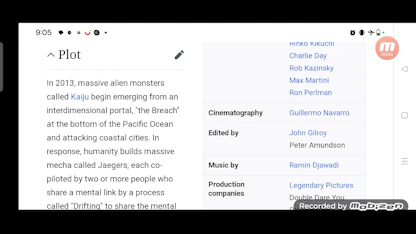 9:05
Plot
In 2013, massive alien monsters
called Kaiju begin emerging from an
interdimensional portal, "the Breach"
at the bottom of the Pacific Ocean
and attacking coastal cities. In
response, humanity builds massive
mecha called Jaegers, each co-
piloted by two or more people who
share a mental link by a process
called "Drifting" to share the mental
Rinko Kikuchi
Charlie Day
Rob Kazinsky
Max Martini
Ron Perlman
Cinematography Guillermo Navarro
Edited by John Gilroy
Peter Amundson
Music by Ramin Djawadi
Production
companies
Legendary Pictures
Double Dare You
Recorded by Mobizen